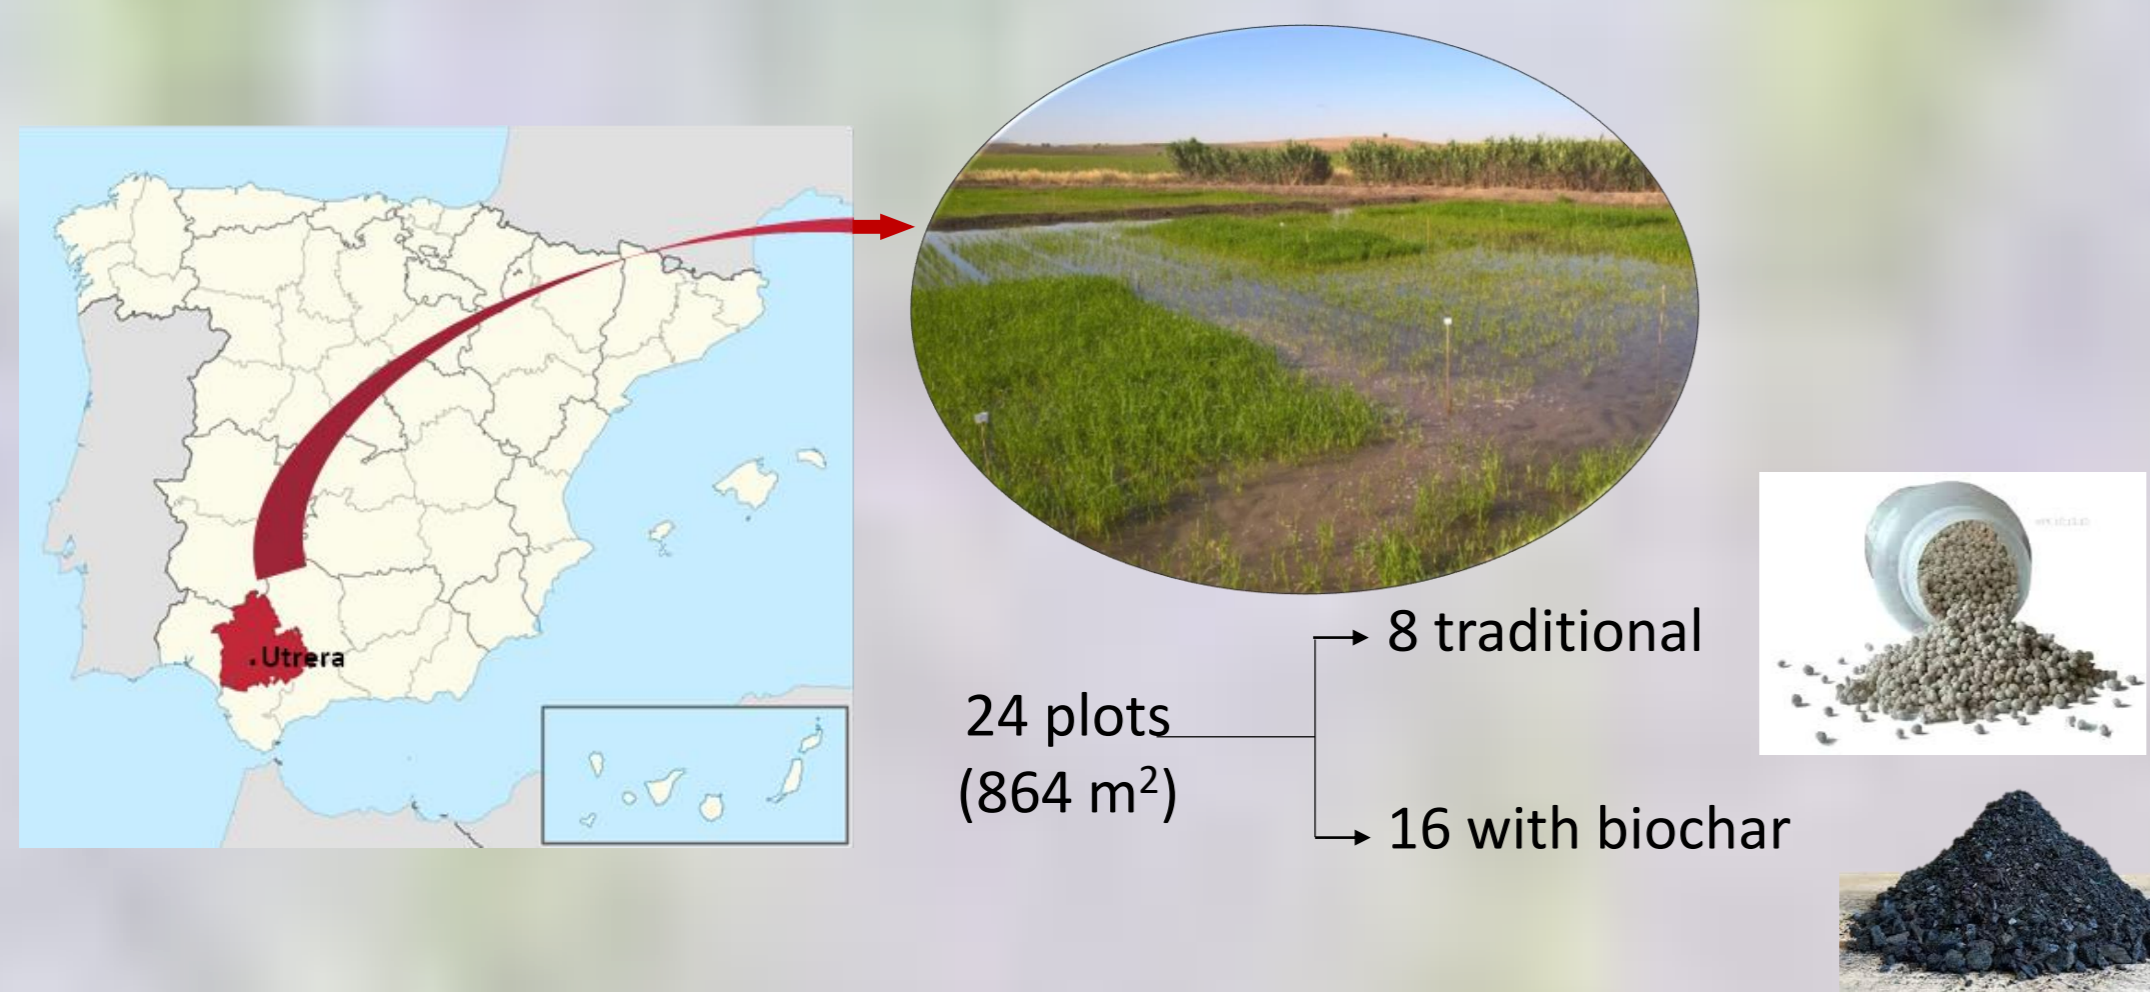 .Utrera
24 plots
(864 m²)
8 traditional
16 with biochar